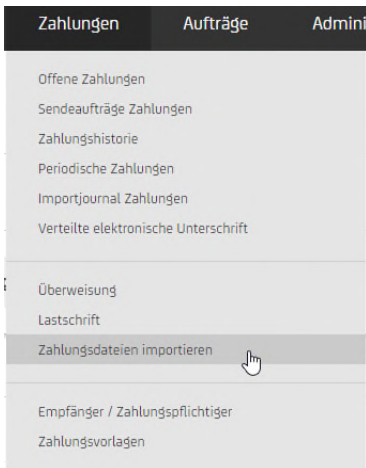 Zahlungen Aufträge Admini
Offene Zahlungen
Sendeaufträge Zahlungen
Zahlungshistorie
Periodische Zahlungen
Importjournal Zahlungen
Verteilte elektronische Unterschrift
Überweisung
Lastschrift
Zahlungsdateien importieren
Empfänger / Zahlungspflichtiger
Zahlungsvorlagen